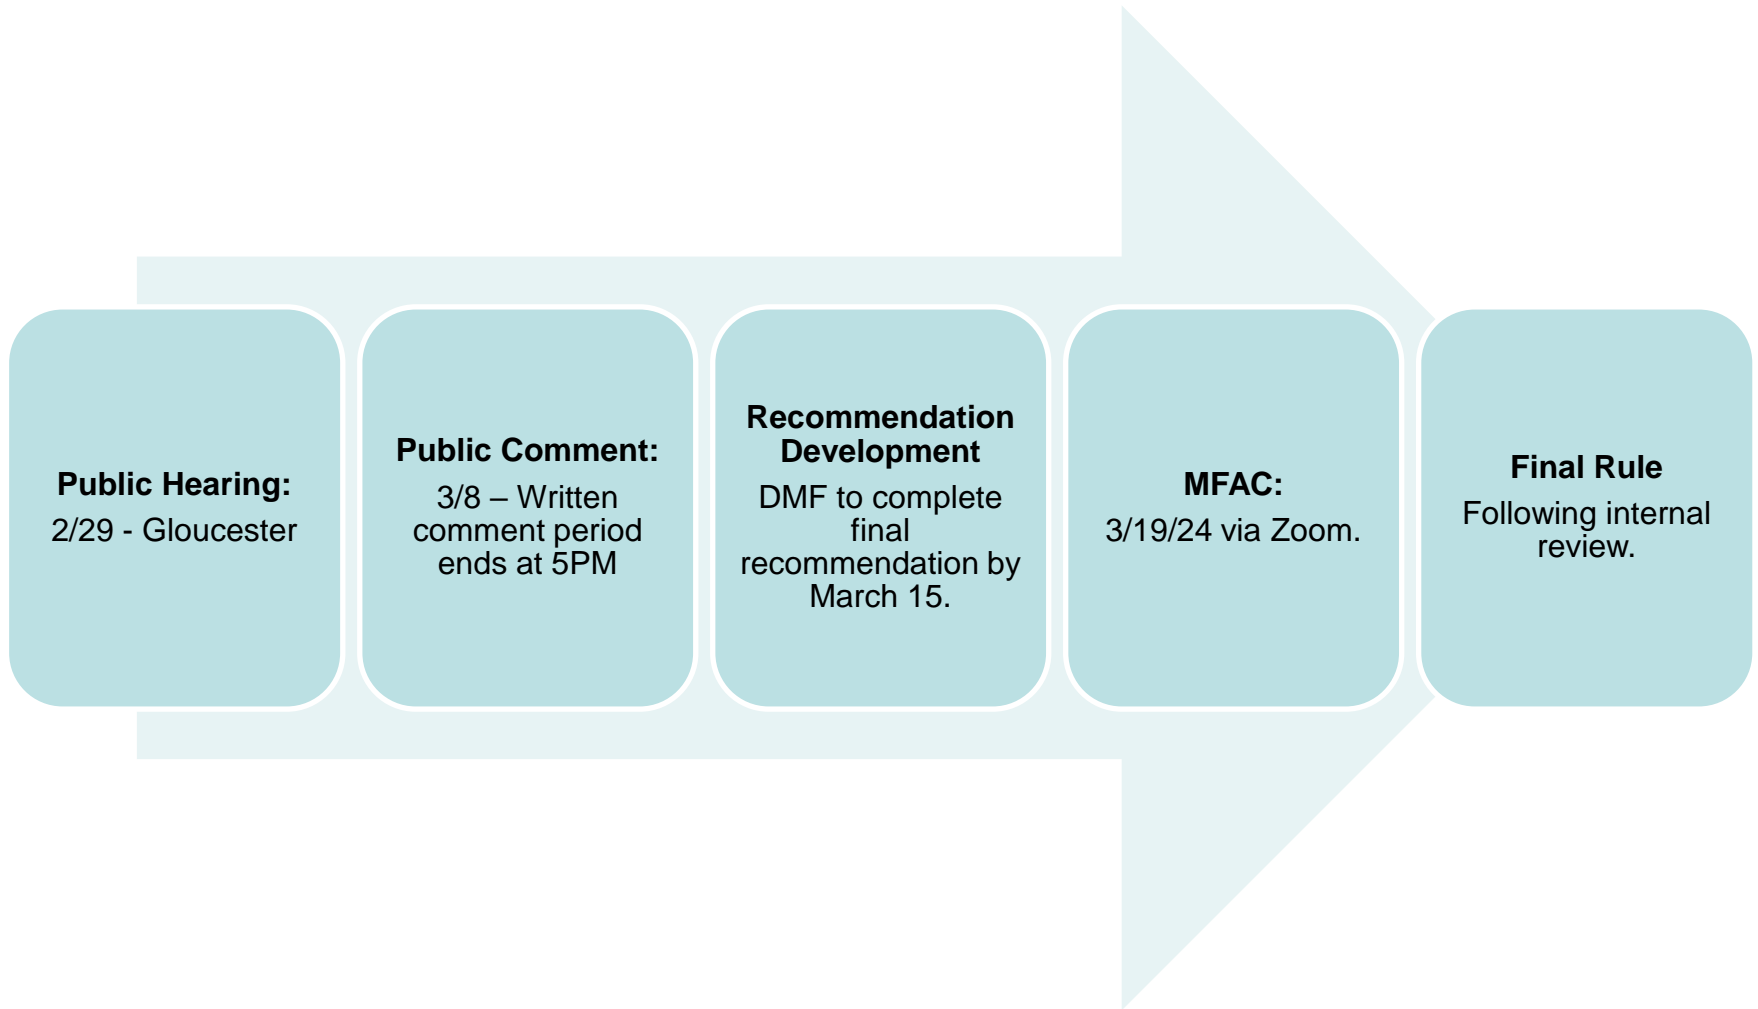 Public Hearing:
2/29 - Gloucester
Public Comment:
3/8 – Written
comment period
ends at 5PM
Recommendation
Development
DMF to complete
final
recommendation by
March 15.
MFAC:
3/19/24 via Zoom.
Final Rule
Following internal
review.